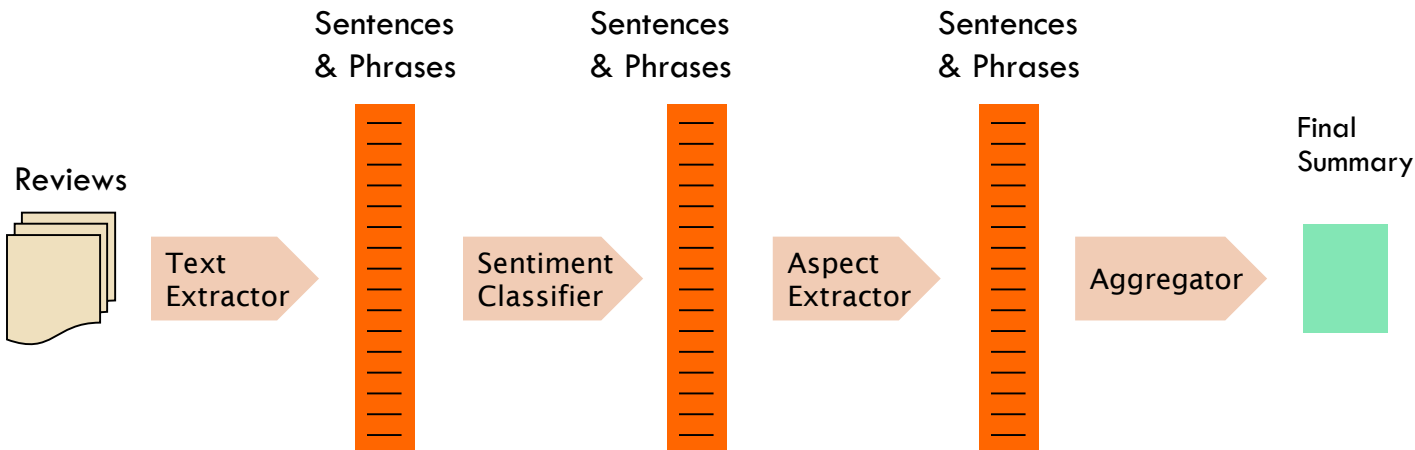 Sentences
& Phrases
Sentences
& Phrases
Sentences
& Phrases
Final
Summary
Reviews
Text
Extractor
Sentiment
Classifier
Aspect
Extractor
Aggregator